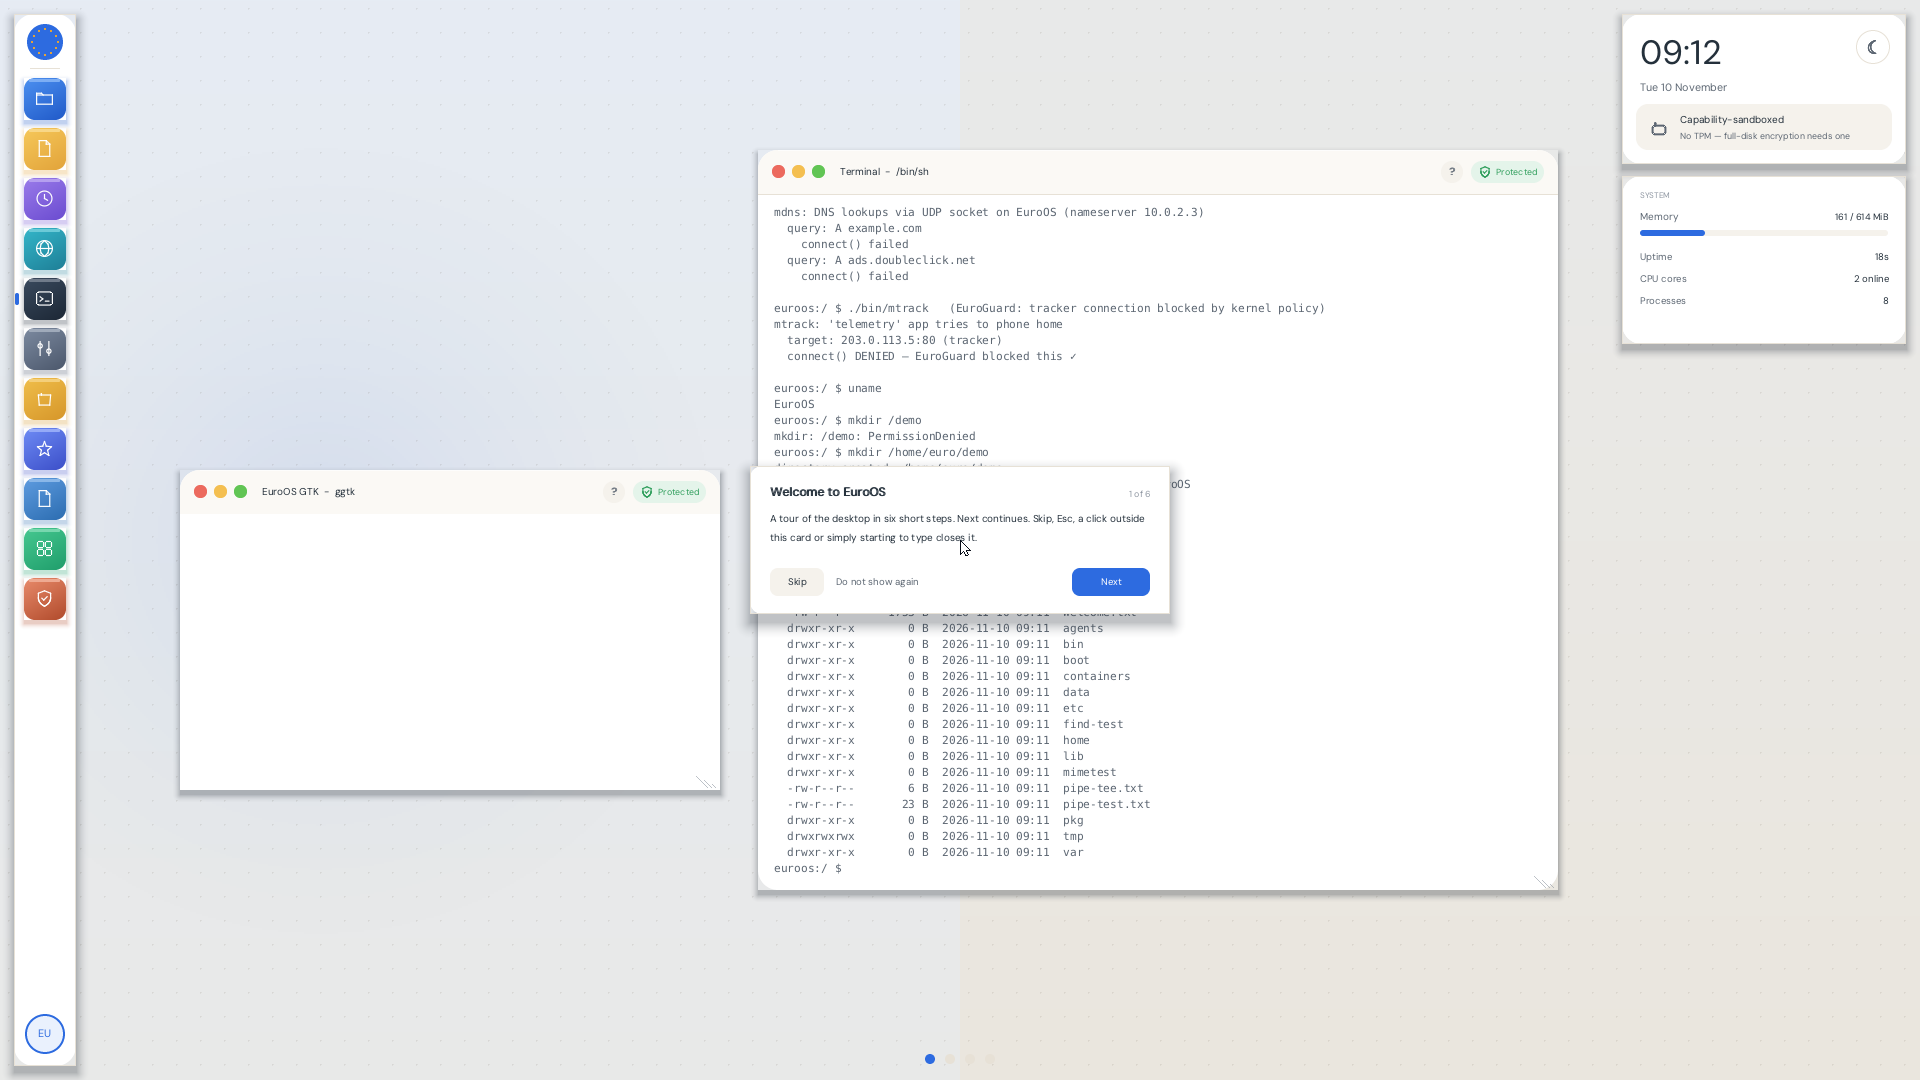 09:12
Tue 10 November
Capability-sandboxed
No TPM — full-disk encryption needs one
SYSTEM
Memory 161 / 614 MiB
Uptime 18s
CPU cores 2 online
Processes 8
Terminal - /bin/sh ? Protected
mdns: DNS lookups via UDP socket on EuroOS (nameserver 10.0.2.3)
query: A example.com
connect() failed
query: A ads.doubleclick.net
connect() failed
euroos:/ $ ./bin/mtrack (EuroGuard: tracker connection blocked by kernel policy)
mtrack: 'telemetry' app tries to phone home
target: 203.0.113.5:80 (tracker)
connect() DENIED — EuroGuard blocked this ✓
euroos:/ $ uname
EuroOS
euroos:/ $ mkdir /demo
mkdir: /demo: PermissionDenied
euroos:/ $ mkdir /home/euro/demo
oOS
EuroOS GTK - ggtk ? Protected
Welcome to EuroOS 1 of 6
A tour of the desktop in six short steps. Next continues. Skip, Esc, a click outside
this card or simply starting to type closes it.
Skip Do not show again Next
drwxr-xr-x 0 B 2026-11-10 09:11 agents
drwxr-xr-x 0 B 2026-11-10 09:11 bin
drwxr-xr-x 0 B 2026-11-10 09:11 boot
drwxr-xr-x 0 B 2026-11-10 09:11 containers
drwxr-xr-x 0 B 2026-11-10 09:11 data
drwxr-xr-x 0 B 2026-11-10 09:11 etc
drwxr-xr-x 0 B 2026-11-10 09:11 find-test
drwxr-xr-x 0 B 2026-11-10 09:11 home
drwxr-xr-x 0 B 2026-11-10 09:11 lib
drwxr-xr-x 0 B 2026-11-10 09:11 mimetest
-rw-r--r-- 6 B 2026-11-10 09:11 pipe-tee.txt
-rw-r--r-- 23 B 2026-11-10 09:11 pipe-test.txt
drwxr-xr-x 0 B 2026-11-10 09:11 pkg
drwxrwxrwx 0 B 2026-11-10 09:11 tmp
drwxr-xr-x 0 B 2026-11-10 09:11 var
euroos:/ $
EU